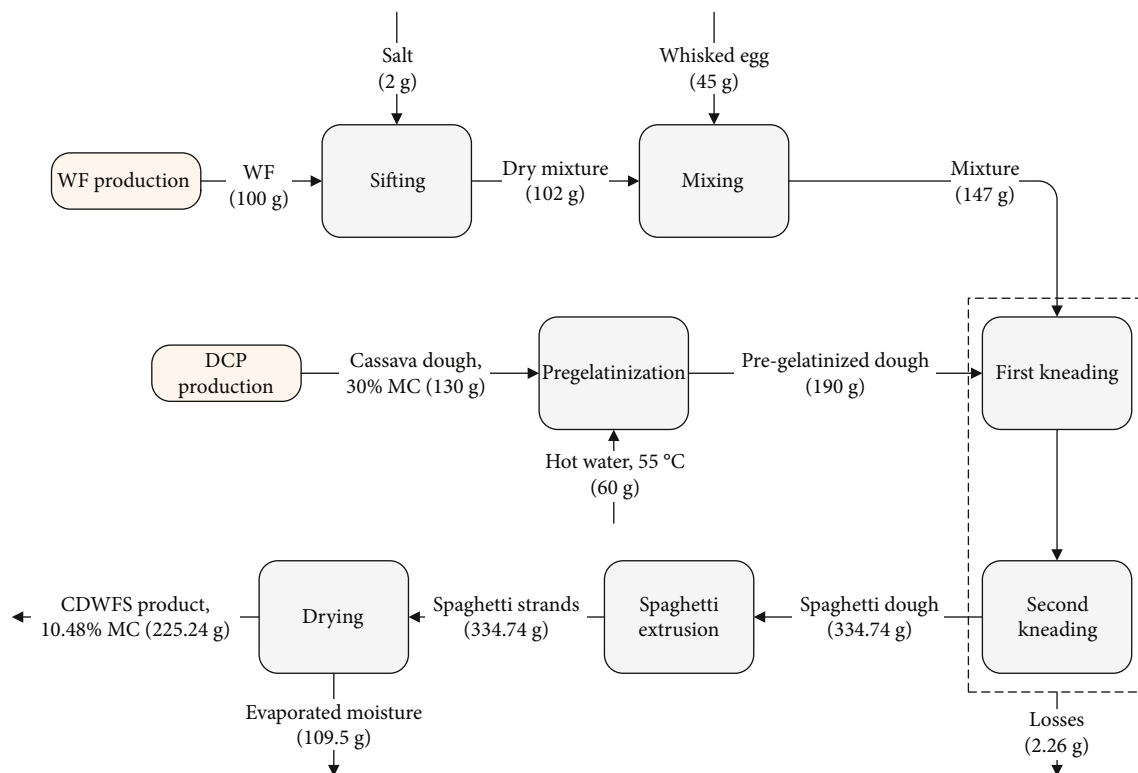 Salt
(2 g)
Whisked egg
(45 g)
WF production
WF
(100 g)
Sifting
Dry mixture
(102 g)
Mixing
Mixture
(147 g)
DCP
production
Cassava dough,
30% MC (130 g)
Pregelatinization
Pre-gelatinized dough
(190 g)
First kneading
Hot water, 55 °C
(60 g)
CDWFS product,
10.48% MC (225.24 g)
Drying
Spaghetti strands
(334.74 g)
Spaghetti
extrusion
Spaghetti dough
(334.74 g)
Second
kneading
Evaporated moisture
(109.5 g)
Losses
(2.26 g)